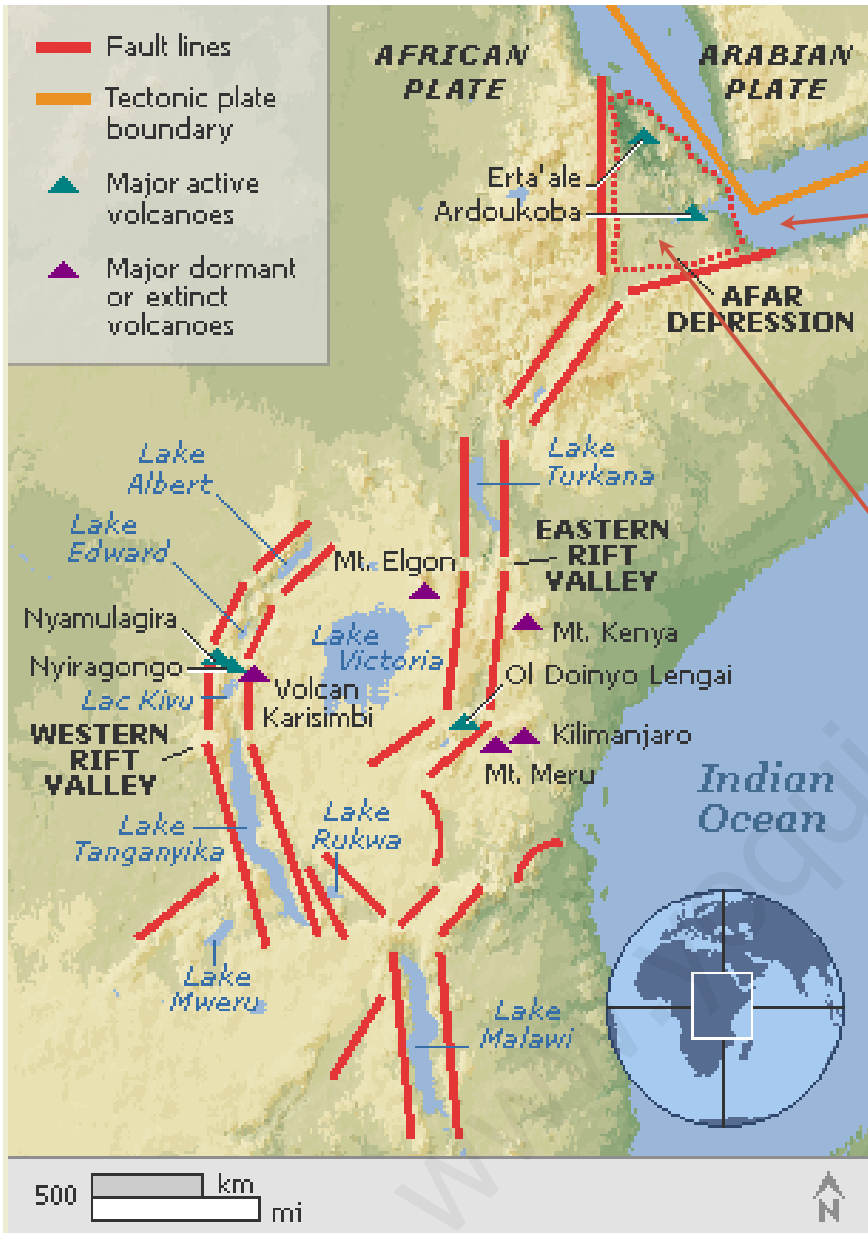 Fault lines
Tectonic plate
boundary
Major active
volcanoes
Major dormant
or extinct
volcanoes
AFRICAN
PLATE
ARABIAN
PLATE
Erta'ale
Ardoukoba
AFAR
DEPRESSION
Lake
Albert
Lake
Turkana
Lake
Edward
EASTERN
RIFT
VALLEY
Mt. Elgon
Nyamulagira
Lake
Victoria
Mt. Kenya
Nyiragongo
Ol Doinyo Lengai
Lac Kivu
Volcan
Karisimbi
WESTERN
RIFT
VALLEY
Kilimanjaro
Mt. Meru
Indian
Ocean
Lake
Tanganyika
Lake
Rukwa
Lake
Mweru
Lake
Malawi
500 km
mi
N